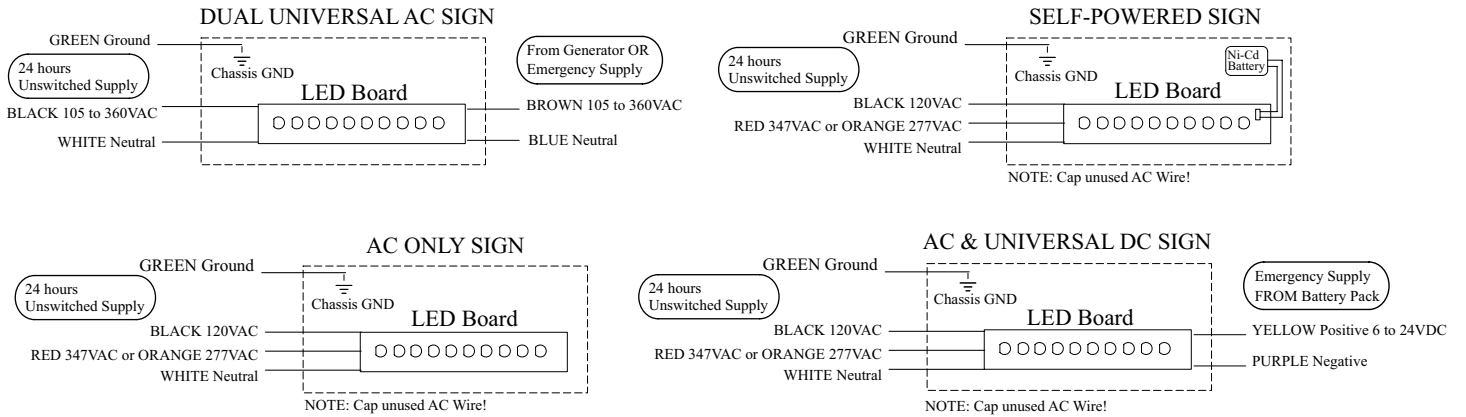 DUAL UNIVERSAL AC SIGN
GREEN Ground
24 hours
Unswitched Supply
Chassis GND
From Generator OR
Emergency Supply
LED Board
BLACK 105 to 360VAC
BROWN 105 to 360VAC
WHITE Neutral
BLUE Neutral
SELF-POWERED SIGN
GREEN Ground
24 hours
Unswitched Supply
Chassis GND
Ni-Cd
Battery
LED Board
BLACK 120VAC
RED 347VAC or ORANGE 277VAC
WHITE Neutral
NOTE: Cap unused AC Wire!
AC ONLY SIGN
GREEN Ground
24 hours
Unswitched Supply
Chassis GND
LED Board
BLACK 120VAC
RED 347VAC or ORANGE 277VAC
WHITE Neutral
NOTE: Cap unused AC Wire!
AC & UNIVERSAL DC SIGN
GREEN Ground
24 hours
Unswitched Supply
Chassis GND
Emergency Supply
FROM Battery Pack
LED Board
BLACK 120VAC
YELLOW Positive 6 to 24VDC
RED 347VAC or ORANGE 277VAC
PURPLE Negative
WHITE Neutral
NOTE: Cap unused AC Wire!